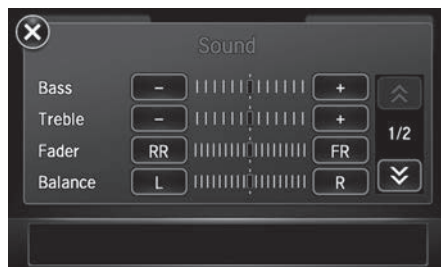 Sound
Bass - +
Treble - +
Fader RR FR
1/2
Balance L R